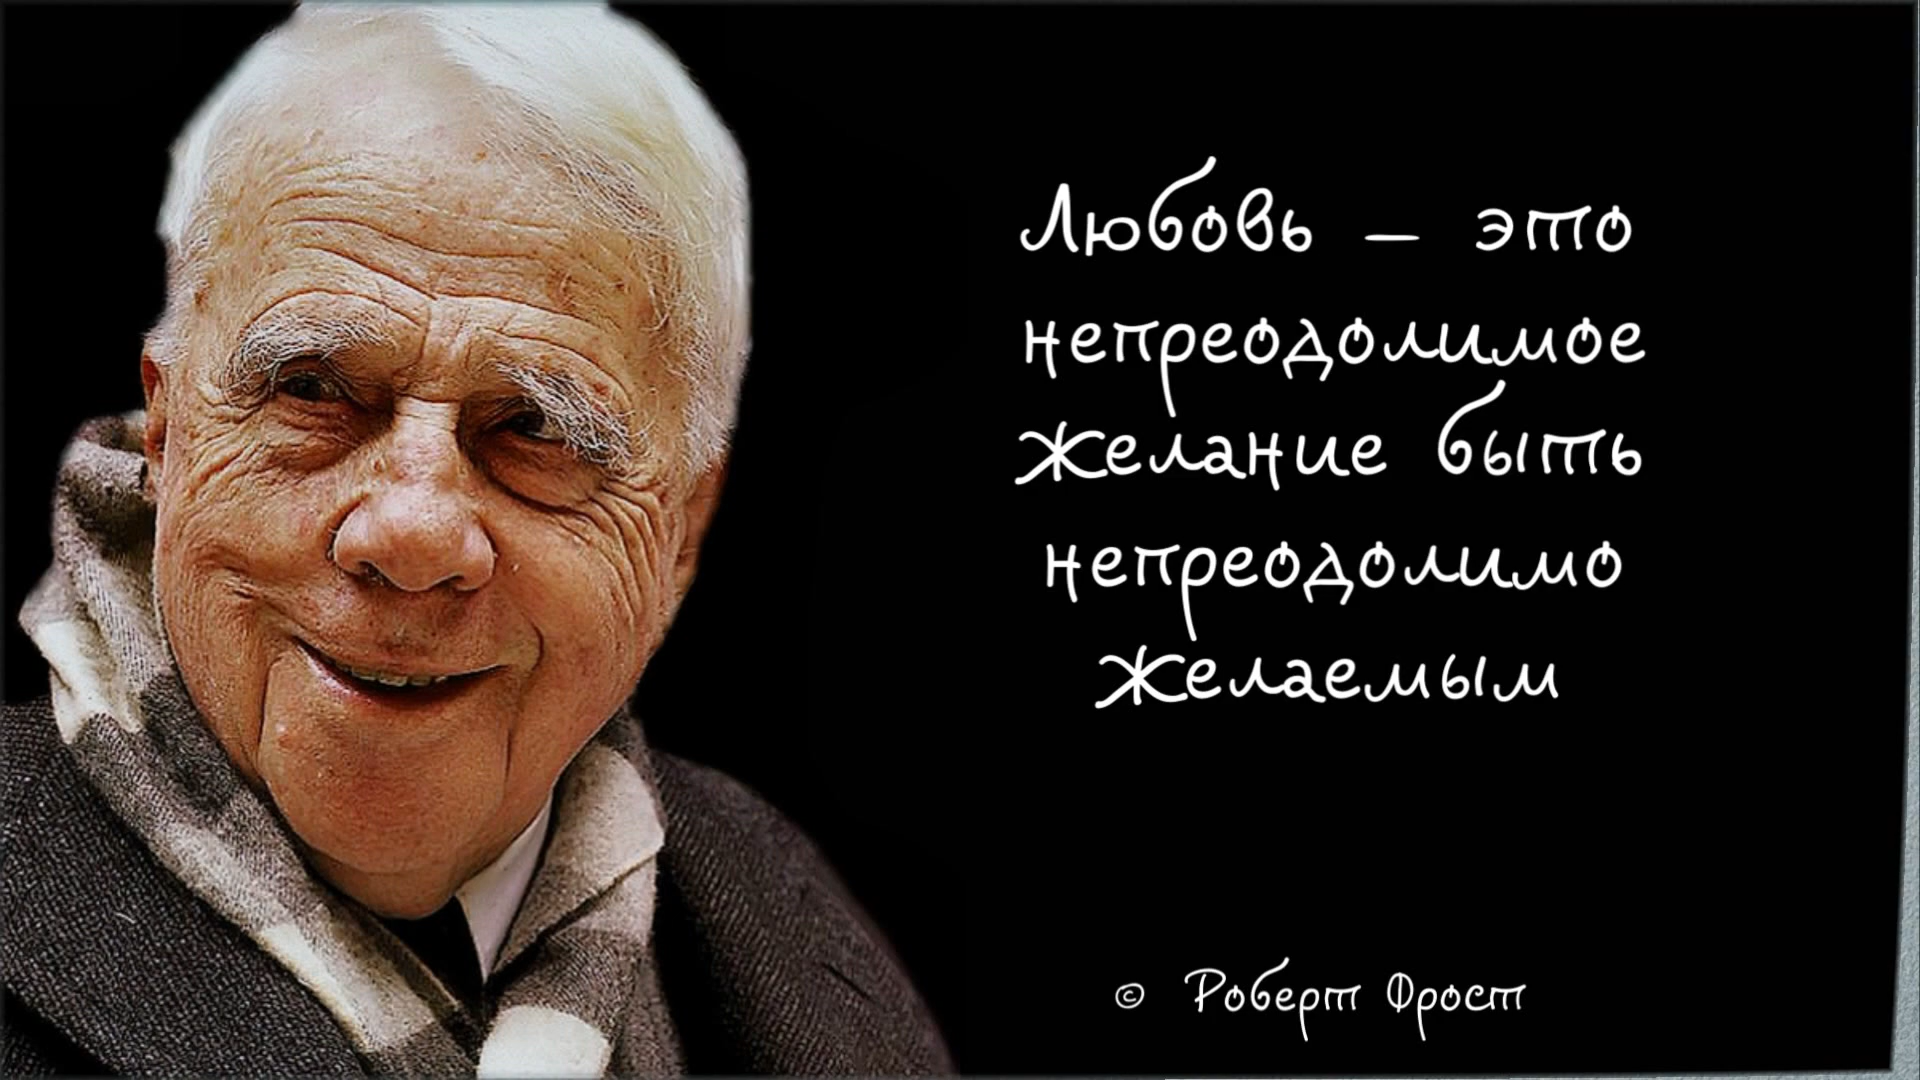 Любовь – это
непреодолимое
желание быть
непреодолимо
желаемым
© Роберт Фрост